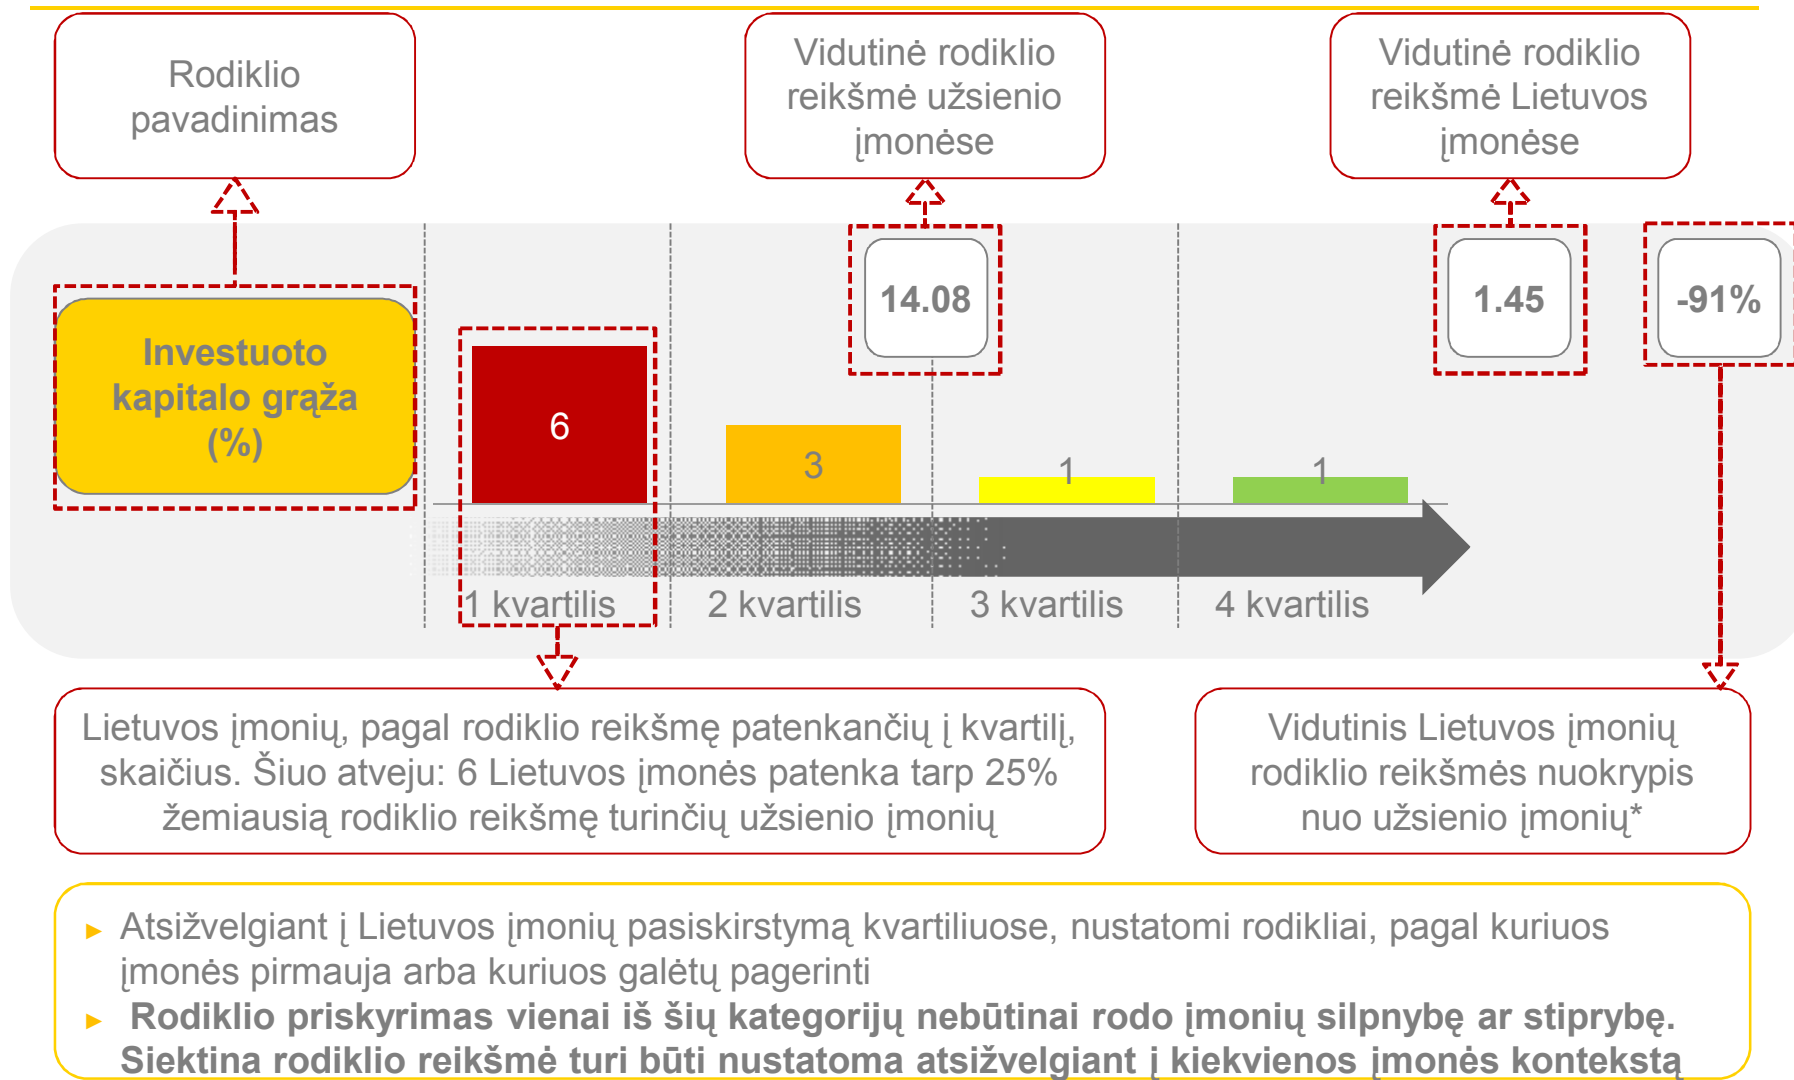 Rodiklio
pavadinimas
Vidutinė rodiklio
reikšmė užsienio
įmonėse
Vidutinė rodiklio
reikšmė Lietuvos
įmonėse
Investuoto
kapitalo grąža
(%)
14.08
1.45
-91%
6
3
1
1
1 kvartilis
2 kvartilis
3 kvartilis
4 kvartilis
Lietuvos įmonių, pagal rodiklio reikšmę patenkančių į kvartilį,
skaičius. Šiuo atveju: 6 Lietuvos įmonės patenka tarp 25%
žemiausią rodiklio reikšmę turinčių užsienio įmonių
Vidutinis Lietuvos įmonių
rodiklio reikšmės nuokrypis
nuo užsienio įmonių*
► Atsižvelgiant į Lietuvos įmonių pasiskirstymą kvartiliuose, nustatomi rodikliai, pagal kuriuos
įmonės pirmauja arba kuriuos galėtų pagerinti
► Rodiklio priskyrimas vienai iš šių kategorijų nebūtinai rodo įmonių silpnybę ar stiprybę.
Siektina rodiklio reikšmė turi būti nustatoma atsižvelgiant į kiekvienos įmonės kontekstą